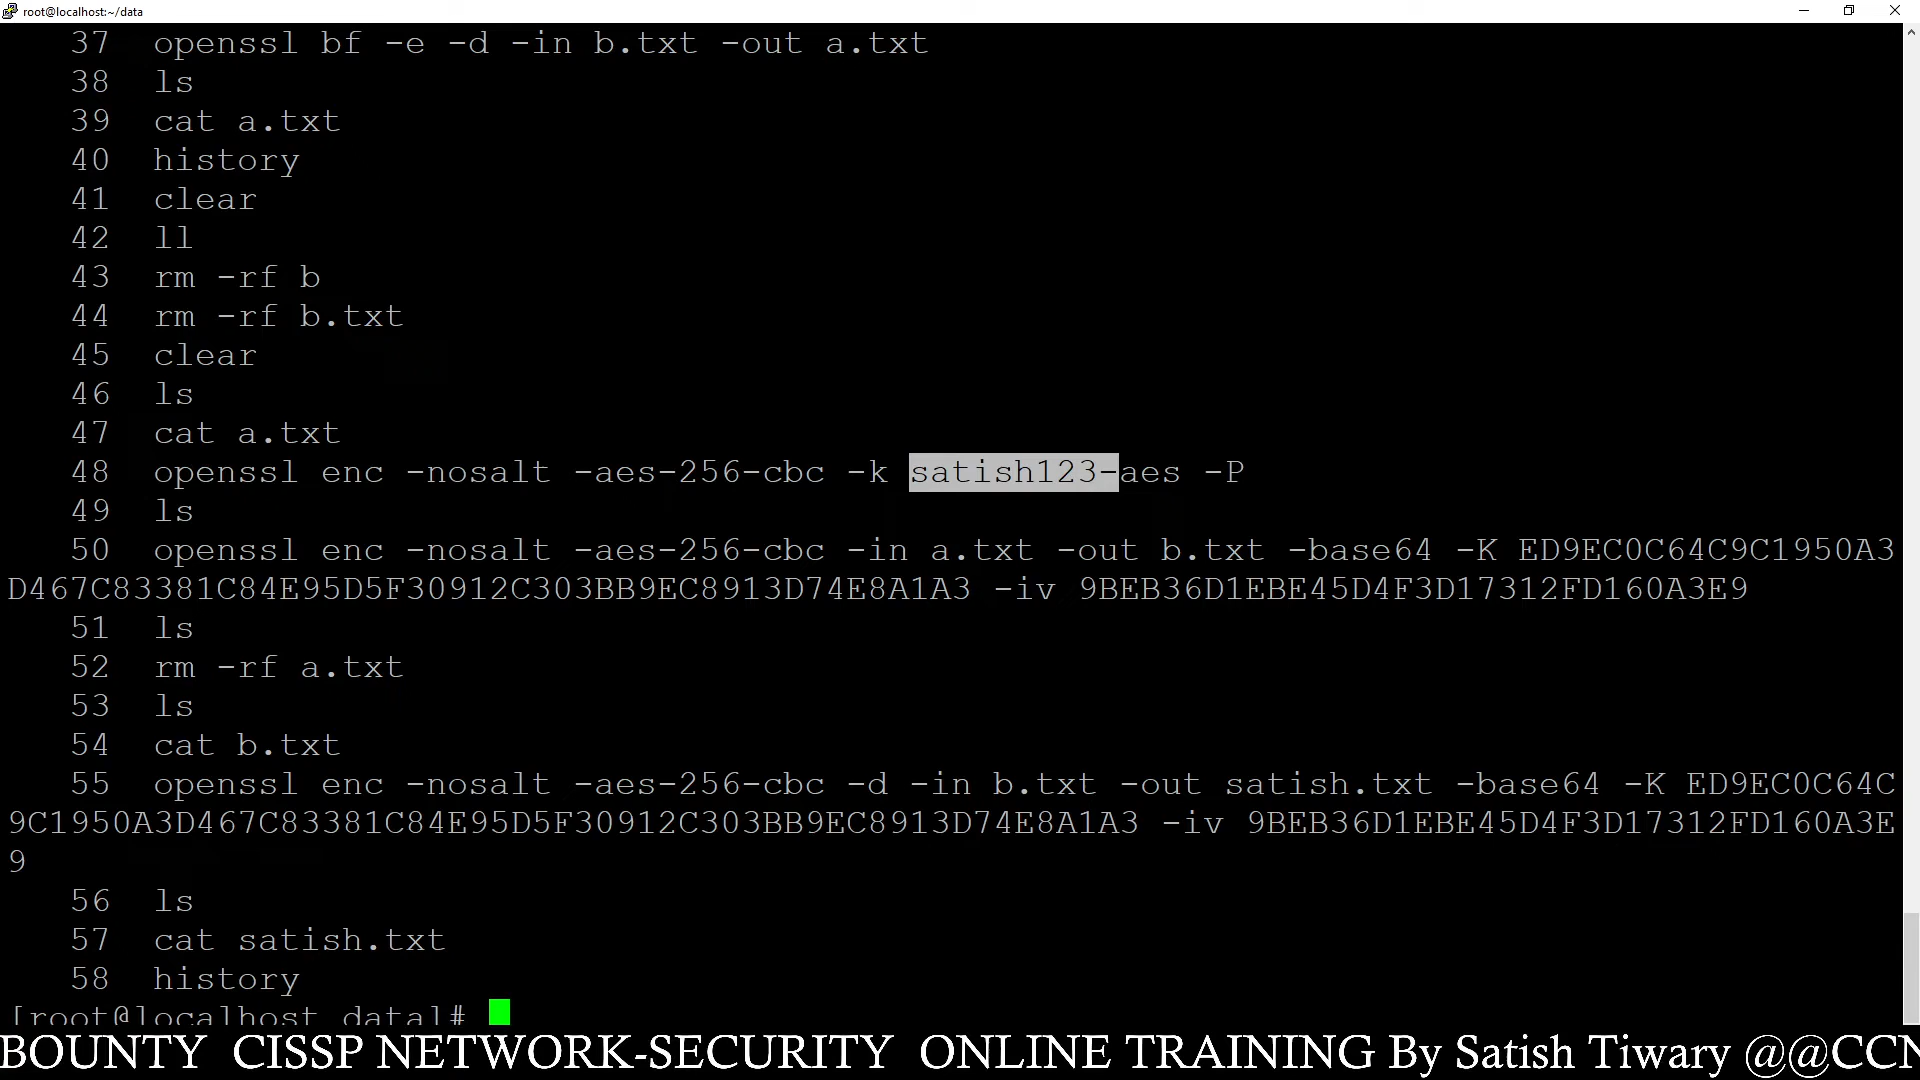 root@localhost:~/data
37 openssl bf -e -d -in b.txt -out a.txt
38 ls
39 cat a.txt
40 history
41 clear
42 ll
43 rm -rf b
44 rm -rf b.txt
45 clear
46 ls
47 cat a.txt
48 openssl enc -nosalt -aes-256-cbc -k satish123-aes -P
49 ls
50 openssl enc -nosalt -aes-256-cbc -in a.txt -out b.txt -base64 -K ED9EC0C64C9C1950A3
D467C83381C84E95D5F30912C303BB9EC8913D74E8A1A3 -iv 9BEB36D1EBE45D4F3D17312FD160A3E9
51 ls
52 rm -rf a.txt
53 ls
54 cat b.txt
55 openssl enc -nosalt -aes-256-cbc -d -in b.txt -out satish.txt -base64 -K ED9EC0C64C
9C1950A3D467C83381C84E95D5F30912C303BB9EC8913D74E8A1A3 -iv 9BEB36D1EBE45D4F3D17312FD160A3E
9
56 ls
57 cat satish.txt
58 history
[root@localhost data]#
BOUNTY CISSP NETWORK-SECURITY ONLINE TRAINING By Satish Tiwary @@CCN